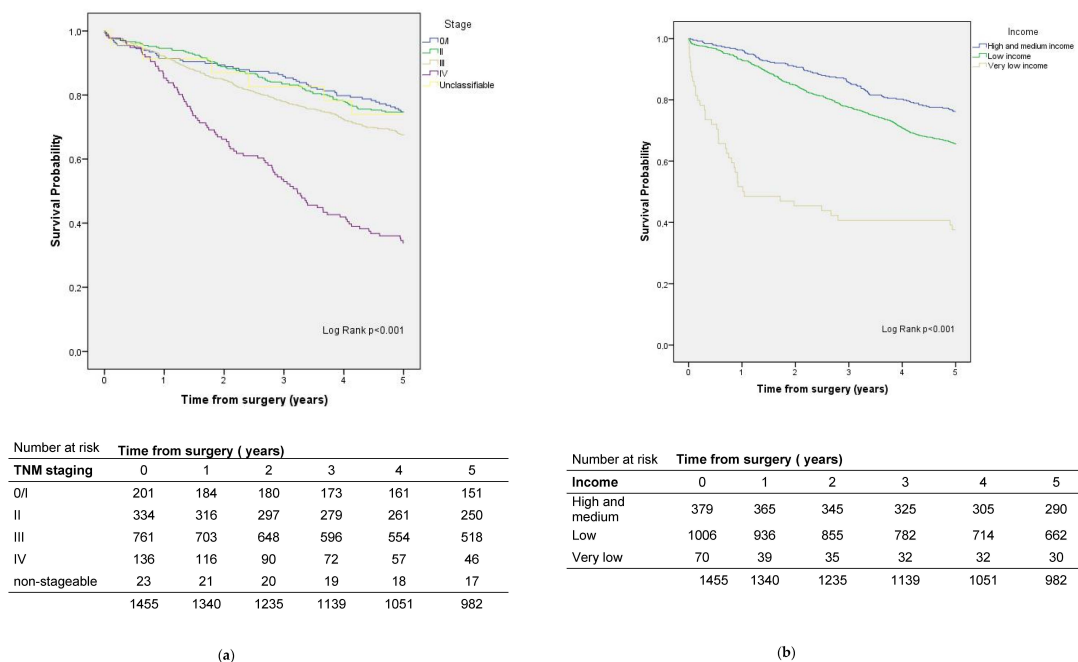 Stage
0/I
II
III
IV
Unclassifiable
1.0
0.8
0.6
0.4
0.2
0.0
Survival Probability
Log Rank p<0.001
0 1 2 3 4 5
Time from surgery (years)
Number at risk Time from surgery ( years)
TNM staging 0 1 2 3 4 5
0/I 201 184 180 173 161 151
II 334 316 297 279 261 250
III 761 703 648 596 554 518
IV 136 116 90 72 57 46
non-stageable 23 21 20 19 18 17
1455 1340 1235 1139 1051 982
(a)
Income
High and medium income
Low income
Very low income
1.0
0.8
0.6
0.4
0.2
0.0
Survival Probability
Log Rank p<0.001
0 1 2 3 4 5
Time from surgery (years)
Number at risk Time from surgery ( years)
Income 0 1 2 3 4 5
High and
medium 379 365 345 325 305 290
Low 1006 936 855 782 714 662
Very low 70 39 35 32 32 30
1455 1340 1235 1139 1051 982
(b)